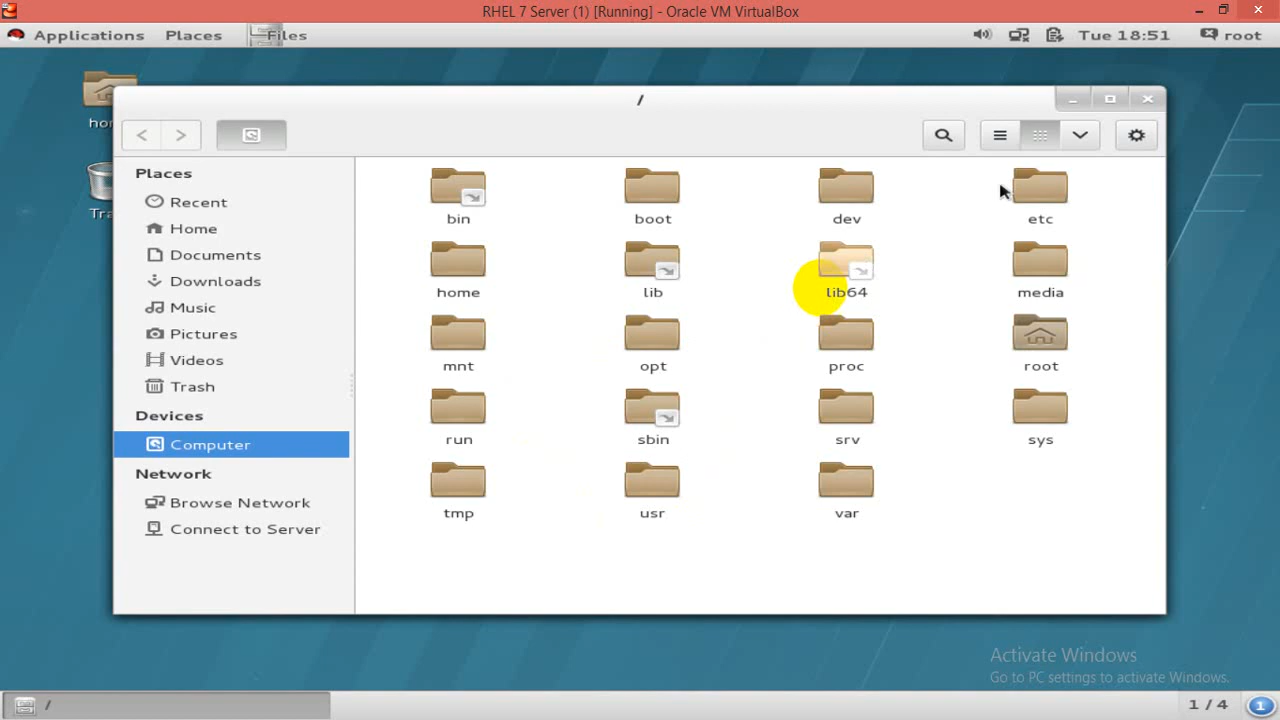 RHEL 7 Server (1) [Running] - Oracle VM VirtualBox
Applications Places Files Tue 18:51 root
/
Places
Recent
Home
Documents
Downloads
Music
Pictures
Videos
Trash
Devices
Computer
Network
Browse Network
Connect to Server
bin boot dev etc
home lib lib64 media
mnt opt proc root
run sbin srv sys
tmp usr var
Activate Windows
Go to PC settings to activate Windows.
/ 1 / 4 1